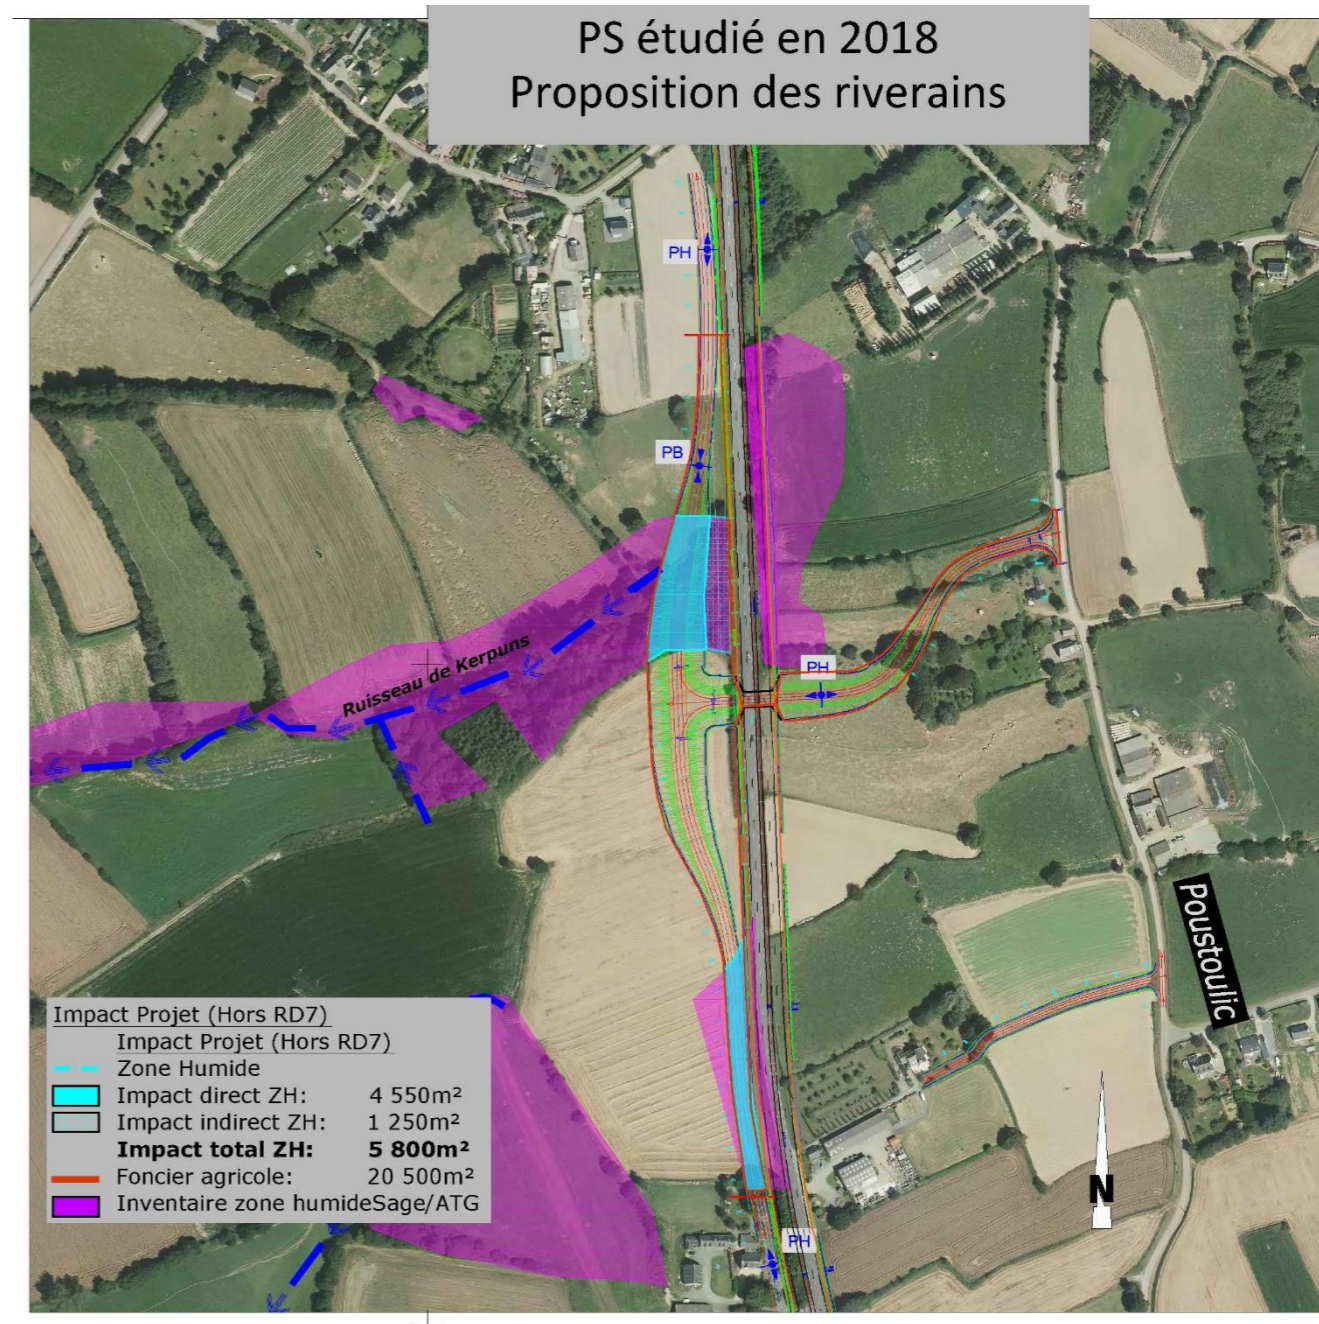 PS étudié en 2018
Proposition des riverains
PH
PB
PH
Ruisseau de Kerpuns
Poustoulic
Impact Projet (Hors RD7)
Impact Projet (Hors RD7)
Zone Humide
Impact direct ZH: 4 550m²
Impact indirect ZH: 1 250m²
Impact total ZH: 5 800m²
Foncier agricole: 20 500m²
Inventaire zone humideSage/ATG
N
PH